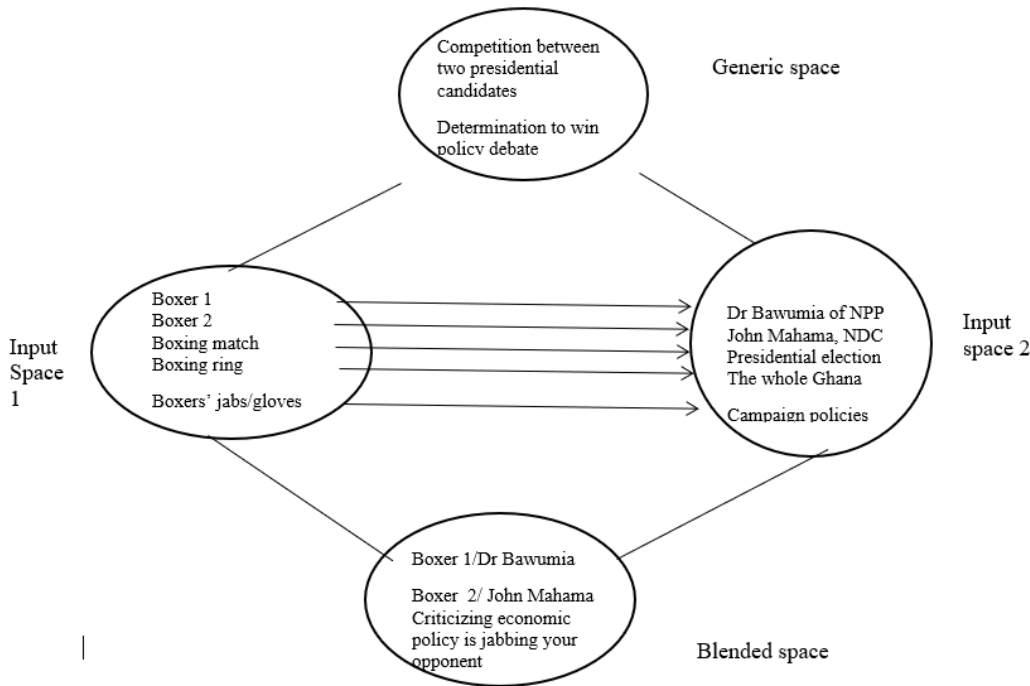 Competition between
two presidential
candidates
Determination to win
policy debate
Generic space
Input
Space
1
Boxer 1
Boxer 2
Boxing match
Boxing ring
Boxers’ jabs/gloves
Dr Bawumia of NPP
John Mahama, NDC
Presidential election
The whole Ghana
Campaign policies
Input
space 2
Boxer 1/Dr Bawumia
Boxer 2/ John Mahama
Criticizing economic
policy is jabbing your
opponent
Blended space